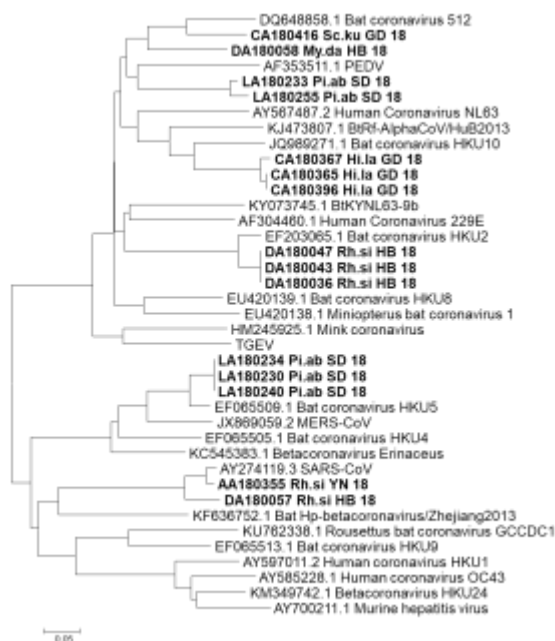 DQ648858.1 Bat coronavirus 512
CA180416 Sc.ku GD 18
DA180058 My.da HB 18
AF353511.1 PEDV
LA180233 Pi.ab SD 18
LA180255 Pi.ab SD 18
AY567487.2 Human Coronavirus NL63
KJ473807.1 BtRf-AlphaCoV/HuB2013
JQ989271.1 Bat coronavirus HKU10
CA180367 Hi.la GD 18
CA180365 Hi.la GD 18
CA180396 Hi.la GD 18
KY073745.1 BtKYNL63-9b
AF304460.1 Human Coronavirus 229E
EF203065.1 Bat coronavirus HKU2
DA180047 Rh.si HB 18
DA180043 Rh.si HB 18
DA180036 Rh.si HB 18
EU420139.1 Bat coronavirus HKU8
EU420138.1 Miniopterus bat coronavirus 1
HM245925.1 Mink coronavirus
TGEV
LA180234 Pi.ab SD 18
LA180230 Pi.ab SD 18
LA180240 Pi.ab SD 18
EF065509.1 Bat coronavirus HKU5
JX869059.2 MERS-CoV
EF065505.1 Bat coronavirus HKU4
KC545383.1 Betacoronavirus Erinaceus
AY274119.3 SARS-CoV
AA180355 Rh.si YN 18
DA180057 Rh.si HB 18
KF636752.1 Bat Hp-betacoronavirus/Zhejiang2013
KU762338.1 Rousettus bat coronavirus GCCDC1
EF065513.1 Bat coronavirus HKU9
AY597011.2 Human coronavirus HKU1
AY585228.1 Human coronavirus OC43
KM349742.1 Betacoronavirus HKU24
AY700211.1 Murine hepatitis virus
0.05